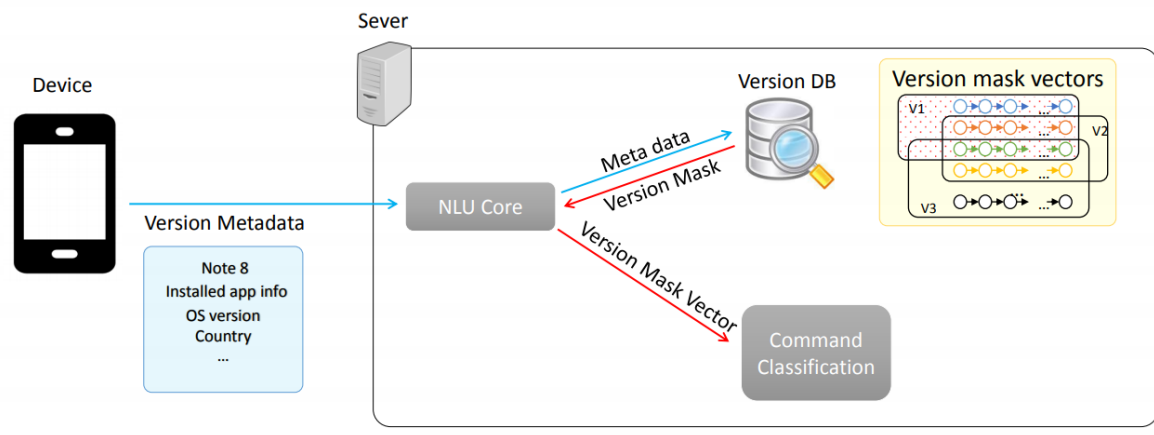 Sever
Device
Version DB
Version mask vectors
V1
...
...
V2
...
...
...
V3
...
Meta data
Version Mask
NLU Core
Version Metadata
Version Mask Vector
Note 8
Installed app info
OS version
Country
...
Command
Classification